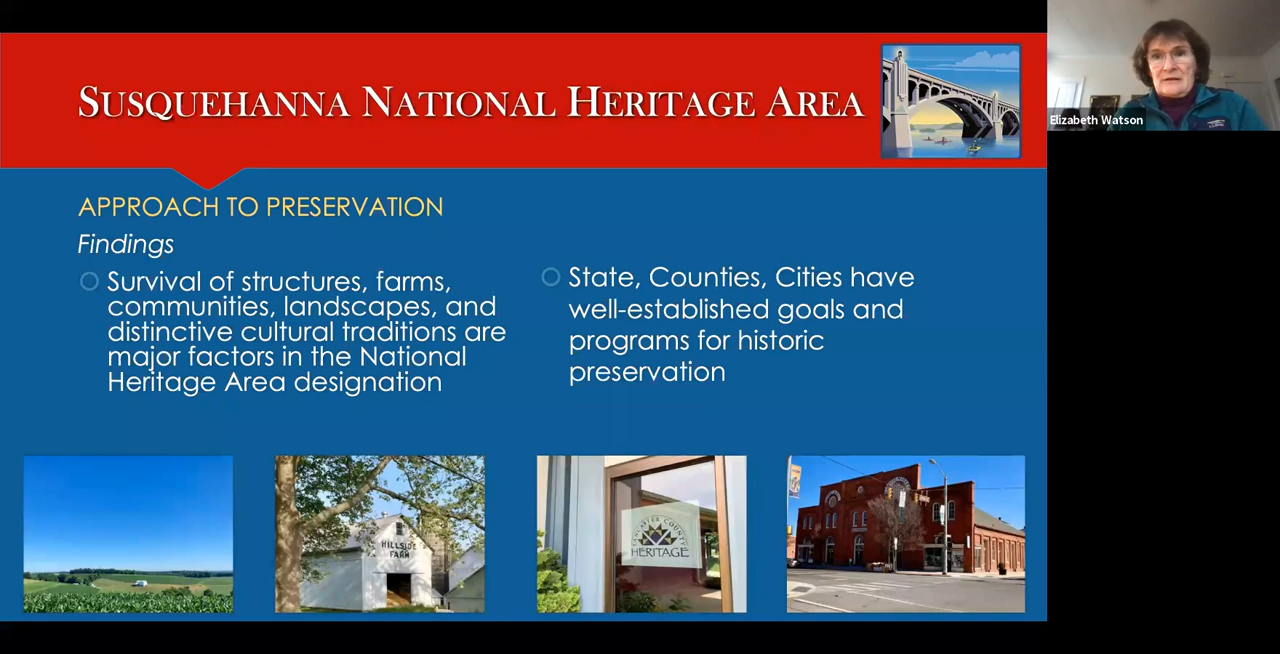 SUSQUEHANNA NATIONAL HERITAGE AREA
Elizabeth Watson
APPROACH TO PRESERVATION
Findings
Survival of structures, farms,
communities, landscapes, and
distinctive cultural traditions are
major factors in the National
Heritage Area designation
State, Counties, Cities have
well-established goals and
programs for historic
preservation
HILLSIDE
FARM
LANCASTER COUNTY
HERITAGE